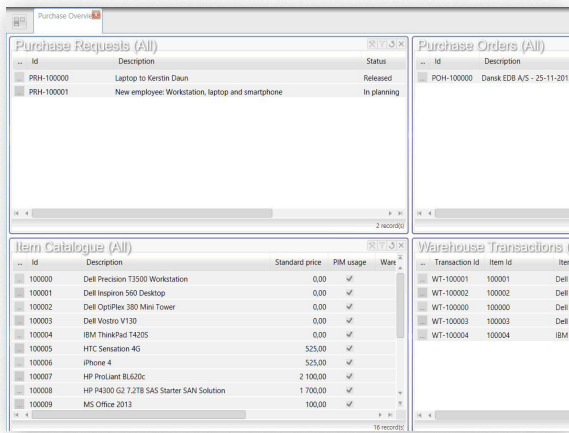 Purchase Overview
Purchase Requests (All)
... Id Description Status
PRH-100000 Laptop to Kerstin Daun Released
PRH-100001 New employee: Workstation, laptop and smartphone In planning
2 record(s)
Purchase Orders (All)
... Id Description
POH-100000 Dansk EDB A/S - 25-11-201
Item Catalogue (All)
... Id Description Standard price PIM usage Ware
100000 Dell Precision T3500 Workstation 0,00
100001 Dell Inspiron 560 Desktop 0,00
100002 Dell OptiPlex 380 Mini Tower 0,00
100003 Dell Vostro V130 0,00
100004 IBM ThinkPad T420S 0,00
100005 HTC Sensation 4G 525,00
100006 iPhone 4 525,00
100007 HP ProLiant BL620c 2 100,00
100008 HP P4300 G2 7.2TB SAS Starter SAN Solution 1 700,00
100009 MS Office 2013 100,00
16 record(s)
Warehouse Transactions (
... Transaction Id Item Id Iter
WT-100001 100001 Dell
WT-100002 100002 Dell
WT-100000 100000 Dell
WT-100003 100003 Dell
WT-100004 100004 IBM